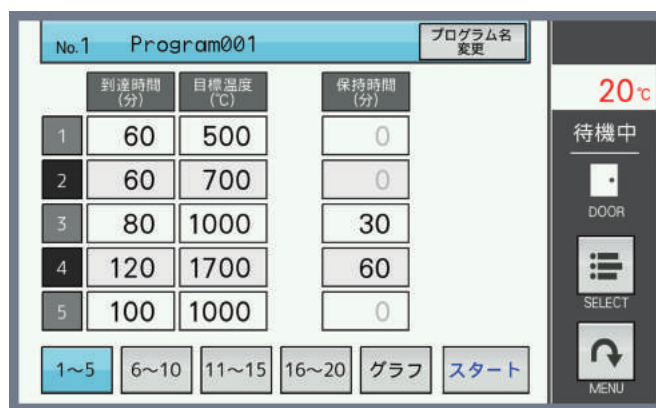 No.1 Program001 プログラム名
変更
到達時間 目標温度 保持時間
(分) (℃) (分)
20℃
待機中
1 60 500 0
2 60 700 0
3 80 1000 30
4 120 1700 60
5 100 1000 0
DOOR
SELECT
1～5 6～10 11～15 16～20 グラフ スタート
MENU